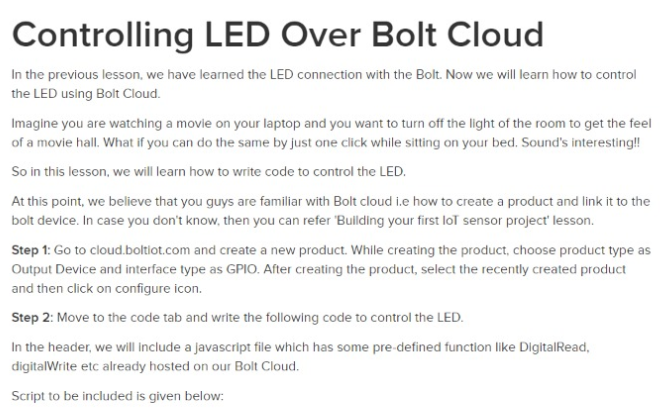 Controlling LED Over Bolt Cloud
In the previous lesson, we have learned the LED connection with the Bolt. Now we will learn how to control
the LED using Bolt Cloud.
Imagine you are watching a movie on your laptop and you want to turn off the light of the room to get the feel
of a movie hall. What if you can do the same by just one click while sitting on your bed. Sound's interesting!!
So in this lesson, we will learn how to write code to control the LED.
At this point, we believe that you guys are familiar with Bolt cloud i.e how to create a product and link it to the
bolt device. In case you don't know, then you can refer 'Building your first IoT sensor project' lesson.
Step 1: Go to cloud.boltiot.com and create a new product. While creating the product, choose product type as
Output Device and interface type as GPIO. After creating the product, select the recently created product
and then click on configure icon.
Step 2: Move to the code tab and write the following code to control the LED.
In the header, we will include a javascript file which has some pre-defined function like DigitalRead,
digitalWrite etc already hosted on our Bolt Cloud.
Script to be included is given below: